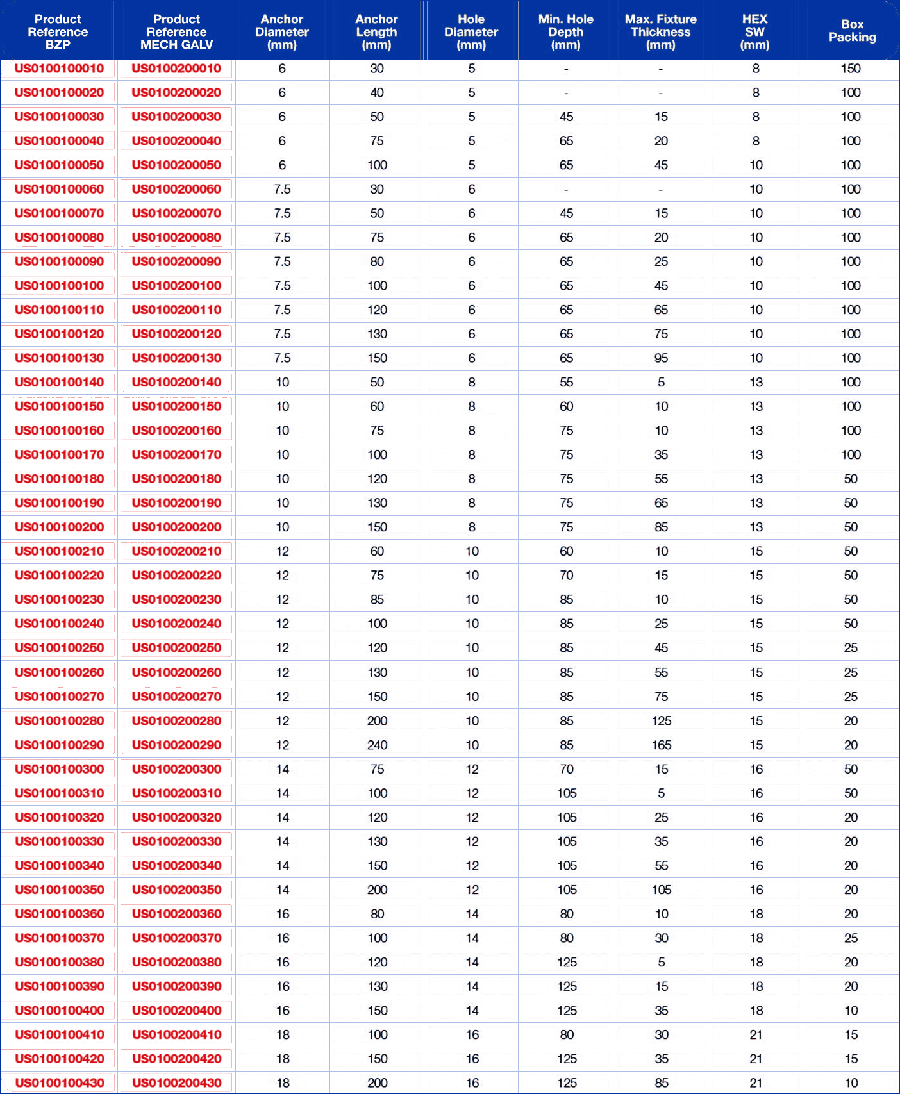 Product Reference BZP Product Reference MECH GALV Anchor Diameter (mm) Anchor Length (mm) Hole Diameter (mm) Min. Hole Depth (mm) Max. Fixture Thickness (mm) HEX SW (mm) Box Packing
US0100100010 US0100200010 6 30 5 - - 8 150
US0100100020 US0100200020 6 40 5 - - 8 100
US0100100030 US0100200030 6 50 5 45 15 8 100
US0100100040 US0100200040 6 75 5 65 20 8 100
US0100100050 US0100200050 6 100 5 65 45 10 100
US0100100060 US0100200060 7.5 30 6 - - 10 100
US0100100070 US0100200070 7.5 50 6 45 15 10 100
US0100100080 US0100200080 7.5 75 6 65 20 10 100
US0100100090 US0100200090 7.5 80 6 65 25 10 100
US0100100100 US0100200100 7.5 100 6 65 45 10 100
US0100100110 US0100200110 7.5 120 6 65 65 10 100
US0100100120 US0100200120 7.5 130 6 65 75 10 100
US0100100130 US0100200130 7.5 150 6 65 95 10 100
US0100100140 US0100200140 10 50 8 55 5 13 100
US0100100150 US0100200150 10 60 8 60 10 13 100
US0100100160 US0100200160 10 75 8 75 10 13 100
US0100100170 US0100200170 10 100 8 75 35 13 100
US0100100180 US0100200180 10 120 8 75 55 13 50
US0100100190 US0100200190 10 130 8 75 65 13 50
US0100100200 US0100200200 10 150 8 75 85 13 50
US0100100210 US0100200210 12 60 10 60 10 15 50
US0100100220 US0100200220 12 75 10 70 15 15 50
US0100100230 US0100200230 12 85 10 85 10 15 50
US0100100240 US0100200240 12 100 10 85 25 15 50
US0100100250 US0100200250 12 120 10 85 45 15 25
US0100100260 US0100200260 12 130 10 85 55 15 25
US0100100270 US0100200270 12 150 10 85 75 15 25
US0100100280 US0100200280 12 200 10 85 125 15 20
US0100100290 US0100200290 12 240 10 85 165 15 20
US0100100300 US0100200300 14 75 12 70 15 16 50
US0100100310 US0100200310 14 100 12 105 5 16 50
US0100100320 US0100200320 14 120 12 105 25 16 20
US0100100330 US0100200330 14 130 12 105 35 16 20
US0100100340 US0100200340 14 150 12 105 55 16 20
US0100100350 US0100200350 14 200 12 105 105 16 20
US0100100360 US0100200360 16 80 14 80 10 18 20
US0100100370 US0100200370 16 100 14 80 30 18 25
US0100100380 US0100200380 16 120 14 125 5 18 20
US0100100390 US0100200390 16 130 14 125 15 18 20
US0100100400 US0100200400 16 150 14 125 35 18 10
US0100100410 US0100200410 18 100 16 80 30 21 15
US0100100420 US0100200420 18 150 16 125 35 21 15
US0100100430 US0100200430 18 200 16 125 85 21 10